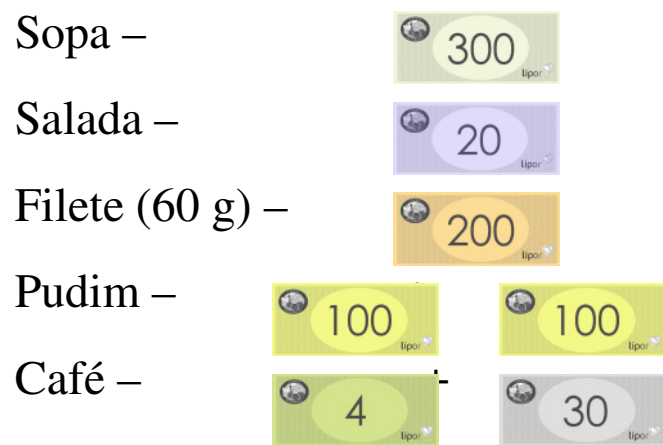 Sopa – 300 lipor
Salada – 20 lipor
Filete (60 g) – 200 lipor
Pudim – 100 lipor 100 lipor
Café – 4 lipor 30 lipor